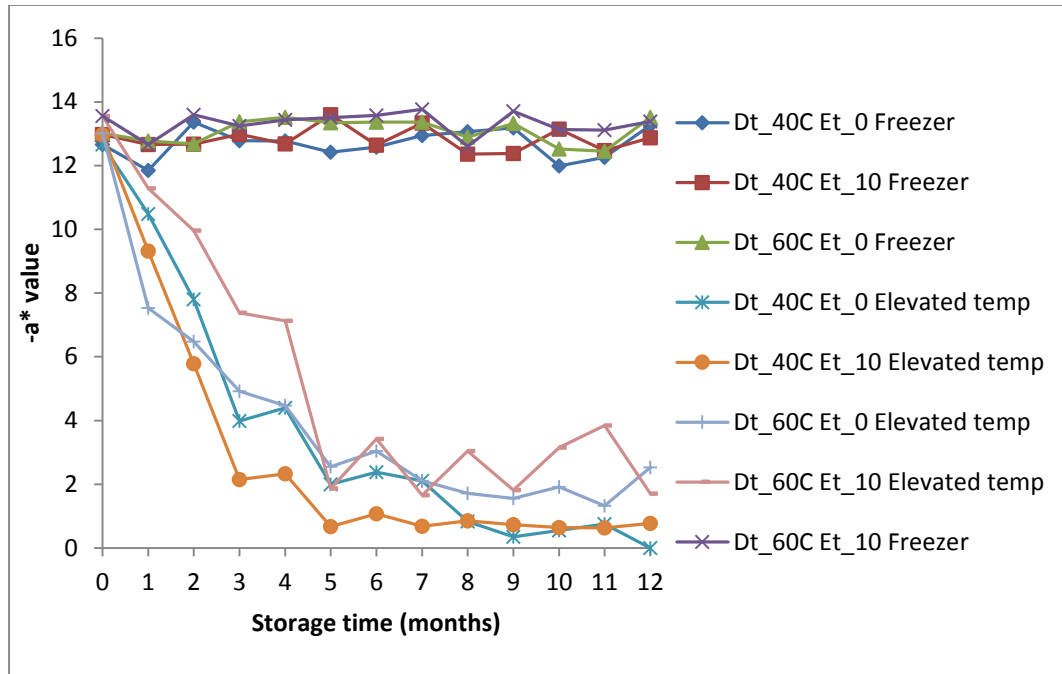 16
14
12
10
8
6
4
2
0
-a* value
0 1 2 3 4 5 6 7 8 9 10 11 12
Storage time (months)
Dt_40C Et_0 Freezer
Dt_40C Et_10 Freezer
Dt_60C Et_0 Freezer
Dt_40C Et_0 Elevated temp
Dt_40C Et_10 Elevated temp
Dt_60C Et_0 Elevated temp
Dt_60C Et_10 Elevated temp
Dt_60C Et_10 Freezer